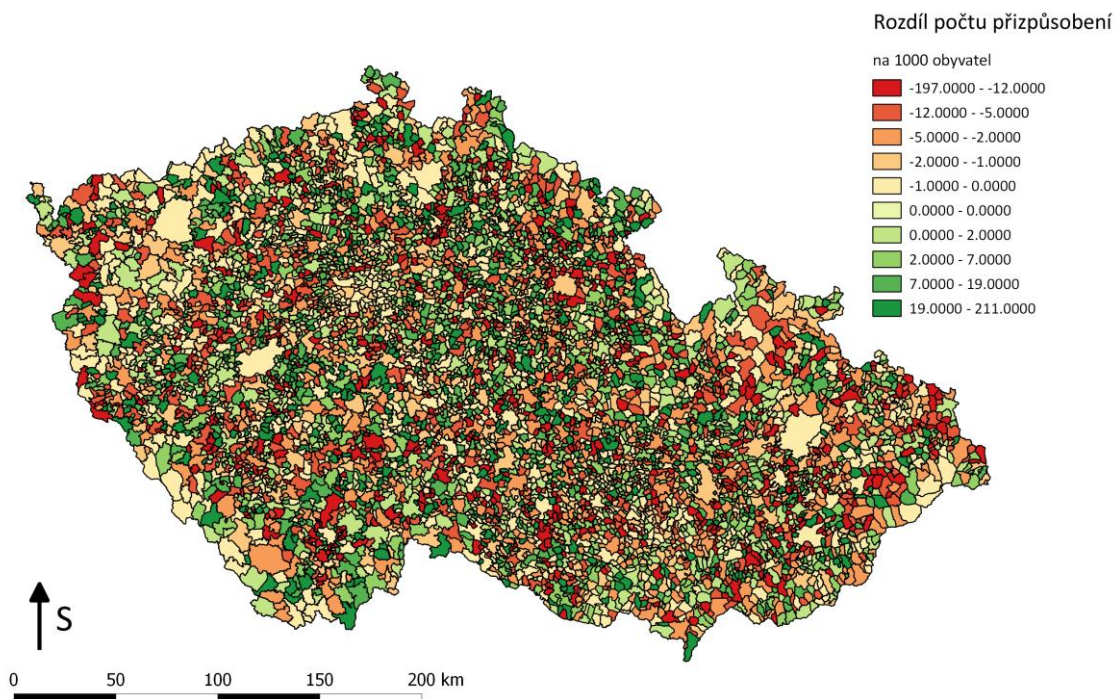 Rozdíl počtu přizpůsobení
na 1000 obyvatel
-197.0000 - -12.0000
-12.0000 - -5.0000
-5.0000 - -2.0000
-2.0000 - -1.0000
-1.0000 - 0.0000
0.0000 - 0.0000
0.0000 - 2.0000
2.0000 - 7.0000
7.0000 - 19.0000
19.0000 - 211.0000
S
0 50 100 150 200 km